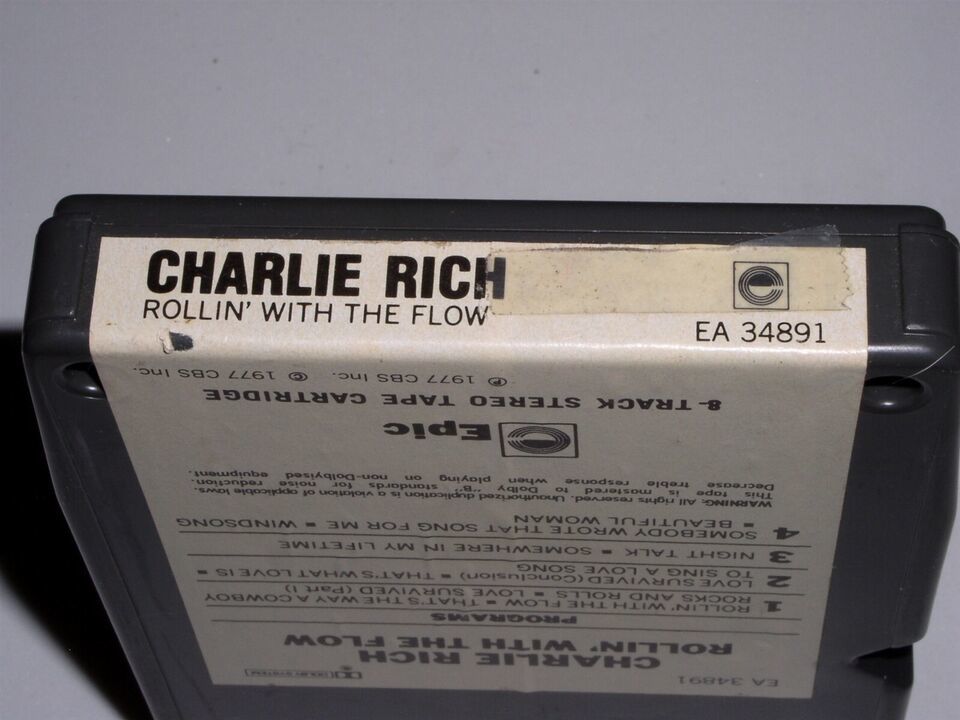 CHARLIE RICH
ROLLIN' WITH THE FLOW
EA 34891
EA 34891 DOLBY SYSTEM
CHARLIE RICH
ROLLIN' WITH THE FLOW
PROGRAMS
1 ROLLIN' WITH THE FLOW ■ THAT'S THE WAY A COWBOY
ROCKS AND ROLLS ■ LOVE SURVIVED (Part I)
2 LOVE SURVIVED (Conclusion) ■ THAT'S WHAT LOVE IS ■
TO SING A LOVE SONG
3 NIGHT TALK ■ SOMEWHERE IN MY LIFETIME
4 SOMEBODY WROTE THAT SONG FOR ME ■ WINDSONG
■ BEAUTIFUL WOMAN
WARNING: All rights reserved. Unauthorized duplication is a violation of applicable laws.
This tape is mastered to Dolby "B" standards for noise reduction.
Decrease treble response when playing on non-Dolbyised equipment.
Epic
8-TRACK STEREO TAPE CARTRIDGE
℗ 1977 CBS Inc. © 1977 CBS Inc.